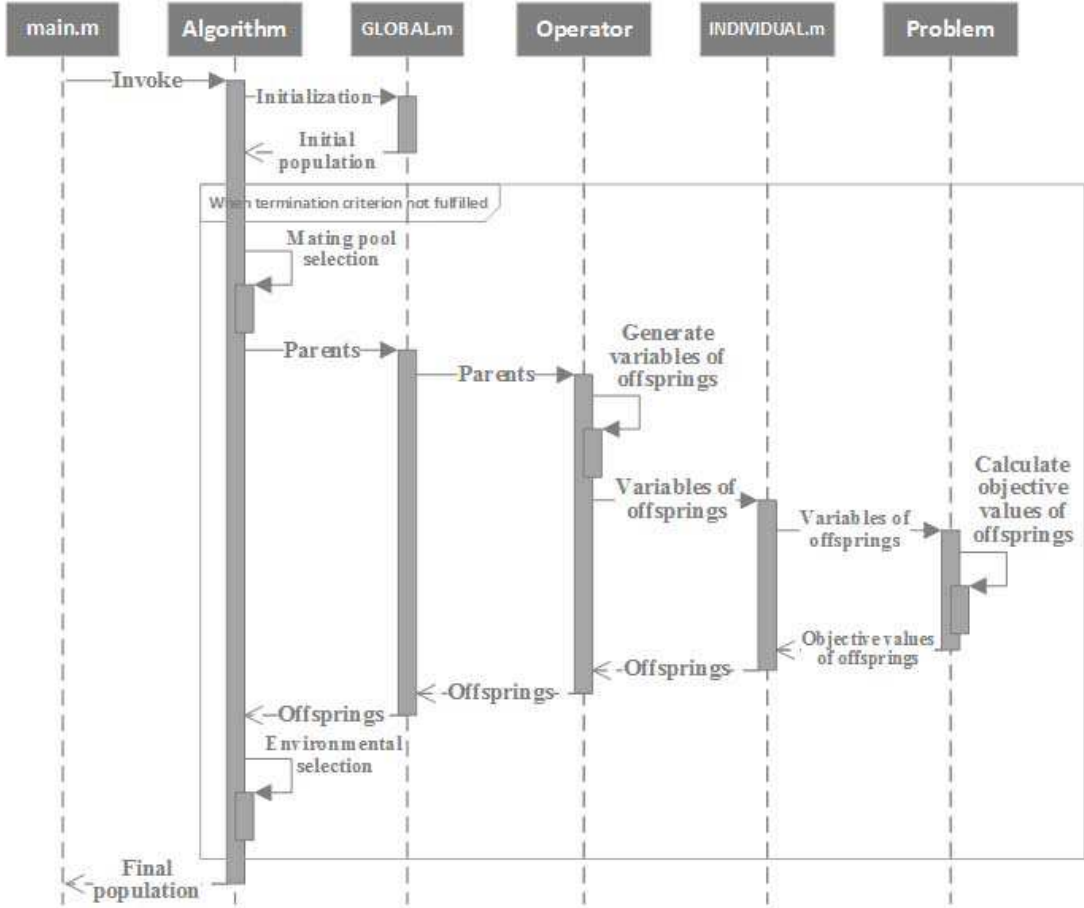 main.m
Algorithm
GLOBAL.m
Operator
INDIVIDUAL.m
Problem
Invoke
Initialization
Initial
population
When termination criterion not fulfilled
Mating pool
selection
Parents
Parents
Generate
variables of
offsprings
Variables of
offsprings
Variables of
offsprings
Calculate
objective
values of
offsprings
Objective values
of offsprings
Offsprings
Offsprings
Offsprings
Environmental
selection
Final
population